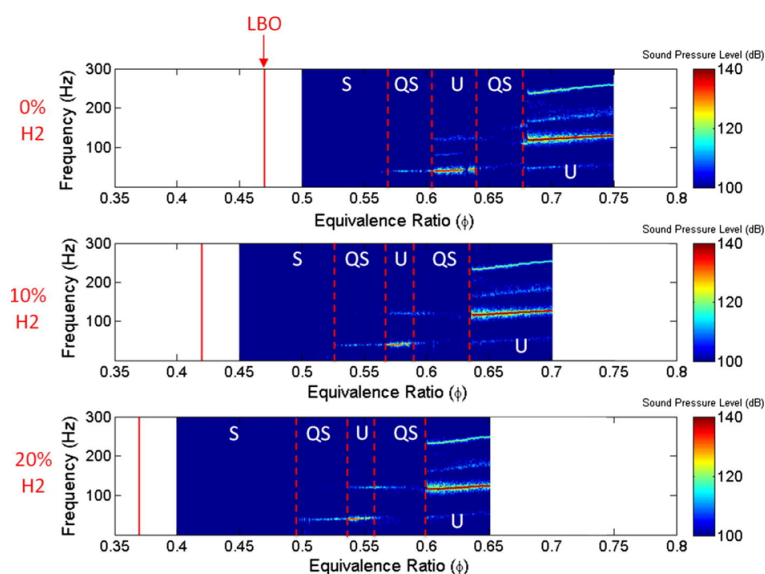 LBO
Sound Pressure Level (dB)
0%
H2
Frequency (Hz)
300
200
100
S
QS
U
QS
U
140
120
100
0.35 0.4 0.45 0.5 0.55 0.6 0.65 0.7 0.75 0.8
Equivalence Ratio (ϕ)
Sound Pressure Level (dB)
10%
H2
Frequency (Hz)
300
200
100
S
QS
U
QS
U
140
120
100
0.35 0.4 0.45 0.5 0.55 0.6 0.65 0.7 0.75 0.8
Equivalence Ratio (ϕ)
Sound Pressure Level (dB)
20%
H2
Frequency (Hz)
300
200
100
S
QS
U
QS
U
140
120
100
0.35 0.4 0.45 0.5 0.55 0.6 0.65 0.7 0.75 0.8
Equivalence Ratio (ϕ)